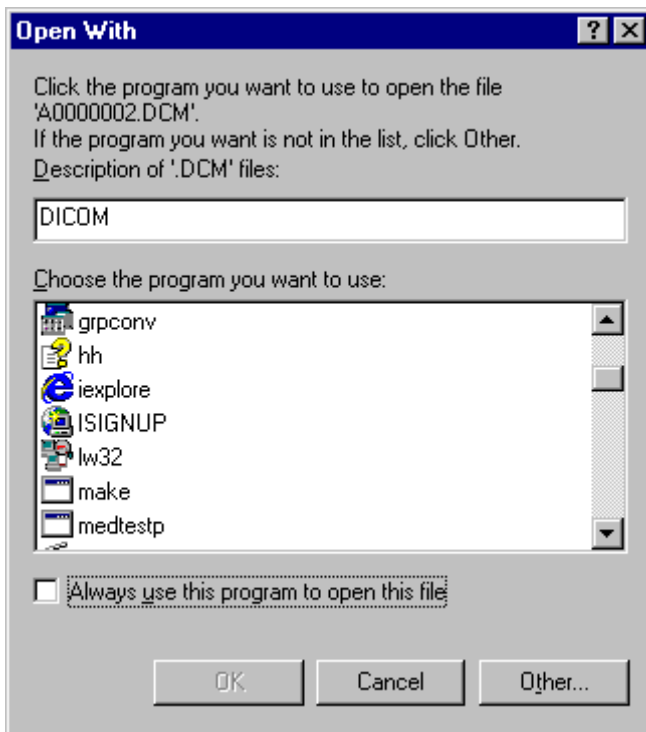 Open With
Click the program you want to use to open the file
'A0000002.DCM'.
If the program you want is not in the list, click Other.
Description of '.DCM' files:
DICOM
Choose the program you want to use:
grpconv
hh
iexplore
ISIGNUP
lw32
make
medtestp
Always use this program to open this file
OK Cancel Other...